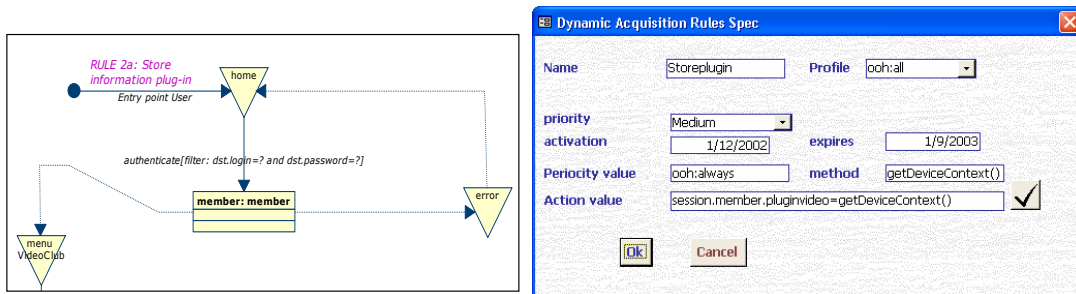 RULE 2a: Store
information plug-in
home
Entry point User
authenticate[filter: dst.login=? and dst.password=?]
member: member
error
menu
VideoClub
Dynamic Acquisition Rules Spec
Name Storeplugin Profile ooh:all
priority Medium
activation 1/12/2002 expires 1/9/2003
Periocity value ooh:always method getDeviceContext()
Action value session.member.pluginvideo=getDeviceContext()
Ok Cancel